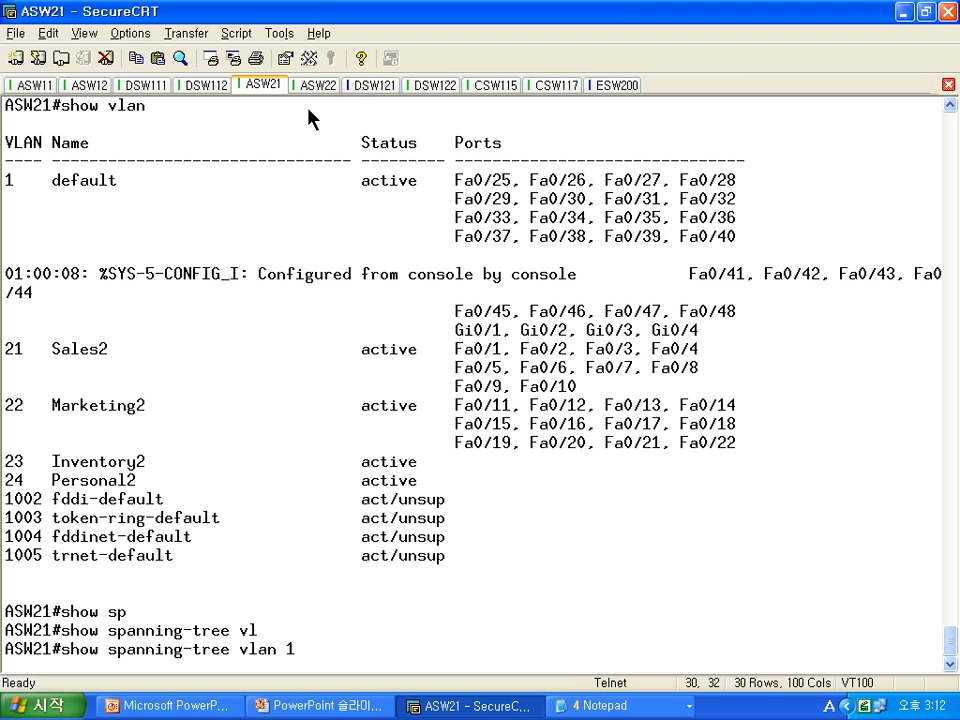 ASW21 - SecureCRT
File Edit View Options Transfer Script Tools Help
ASW11 ASW12 DSW111 DSW112 ASW21 ASW22 DSW121 DSW122 CSW115 CSW117 ESW200
ASW21#show vlan
VLAN Name Status Ports
---- -------------------------------- --------- -------------------------------
1 default active Fa0/25, Fa0/26, Fa0/27, Fa0/28
Fa0/29, Fa0/30, Fa0/31, Fa0/32
Fa0/33, Fa0/34, Fa0/35, Fa0/36
Fa0/37, Fa0/38, Fa0/39, Fa0/40
01:00:08: %SYS-5-CONFIG_I: Configured from console by console Fa0/41, Fa0/42, Fa0/43, Fa0
/44
Fa0/45, Fa0/46, Fa0/47, Fa0/48
Gi0/1, Gi0/2, Gi0/3, Gi0/4
21 Sales2 active Fa0/1, Fa0/2, Fa0/3, Fa0/4
Fa0/5, Fa0/6, Fa0/7, Fa0/8
Fa0/9, Fa0/10
22 Marketing2 active Fa0/11, Fa0/12, Fa0/13, Fa0/14
Fa0/15, Fa0/16, Fa0/17, Fa0/18
Fa0/19, Fa0/20, Fa0/21, Fa0/22
23 Inventory2 active
24 Personal2 active
1002 fddi-default act/unsup
1003 token-ring-default act/unsup
1004 fddinet-default act/unsup
1005 trnet-default act/unsup
ASW21#show sp
ASW21#show spanning-tree vl
ASW21#show spanning-tree vlan 1
Ready Telnet 30, 32 30 Rows, 100 Cols VT100
시작 Microsoft PowerP... PowerPoint 슬라이... ASW21 - SecureC... 4 Notepad A 오후 3:12